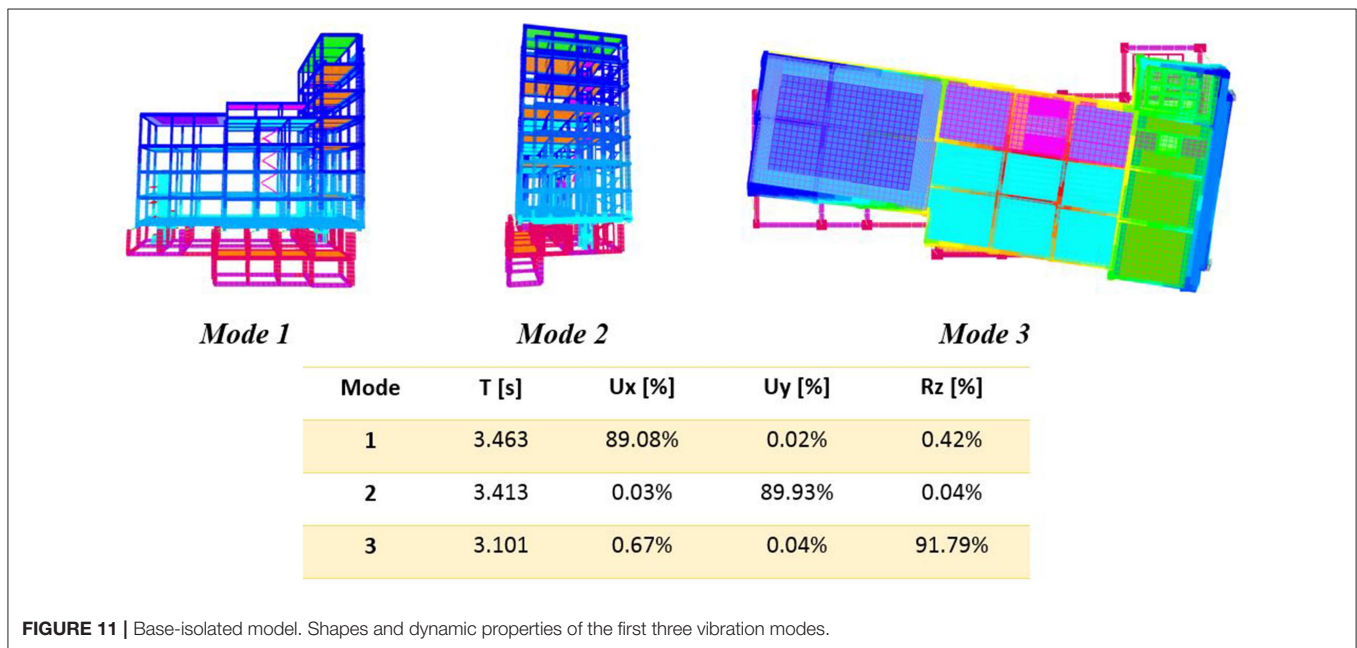 Mode 1 Mode 2 Mode 3
Mode T [s] Ux [%] Uy [%] Rz [%]
1 3.463 89.08% 0.02% 0.42%
2 3.413 0.03% 89.93% 0.04%
3 3.101 0.67% 0.04% 91.79%
FIGURE 11 | Base-isolated model. Shapes and dynamic properties of the first three vibration modes.